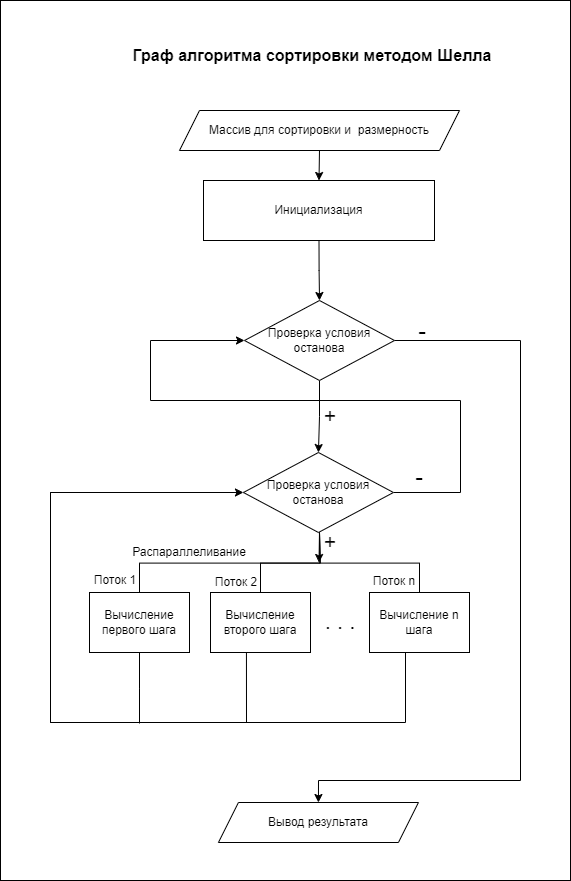 Граф алгоритма сортировки методом Шелла
Массив для сортировки и размерность
Инициализация
Проверка условия
останова
-
+
Проверка условия
останова
-
+
Распараллеливание
Поток 1
Поток 2
Поток n
Вычисление
первого шага
Вычисление
второго шага
. . .
Вычисление n
шага
Вывод результата